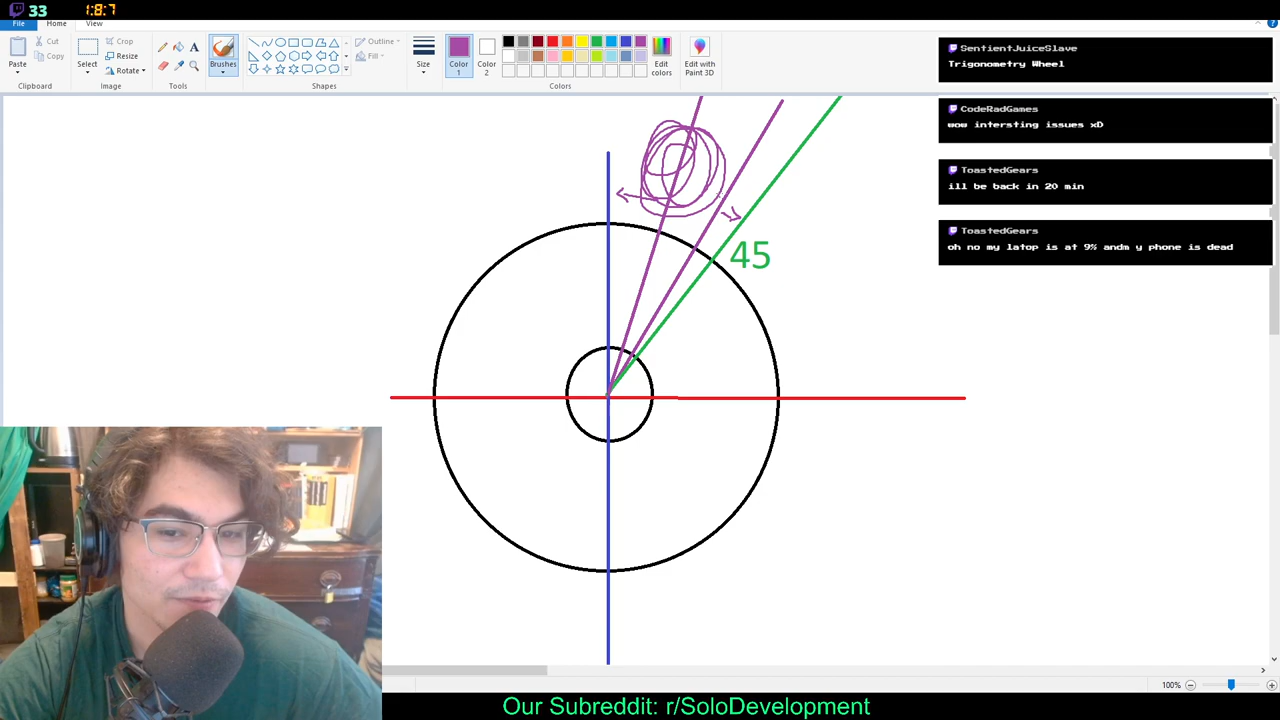 33
1:8:7
File
Home
View
Paste
Cut
Copy
Clipboard
Select
Crop
Resize
Rotate
Image
A
Tools
Brushes
Outline
Fill
Shapes
Size
Color
1
Color
2
Edit
colors
Edit with
Paint 3D
Colors
45
SentientJuiceSlave
Trigonometry Wheel
CodeRadGames
wow intersting issues xD
ToastedGears
ill be back in 20 min
ToastedGears
oh no my latop is at 9% andm y phone is dead
100%
Our Subreddit: r/SoloDevelopment